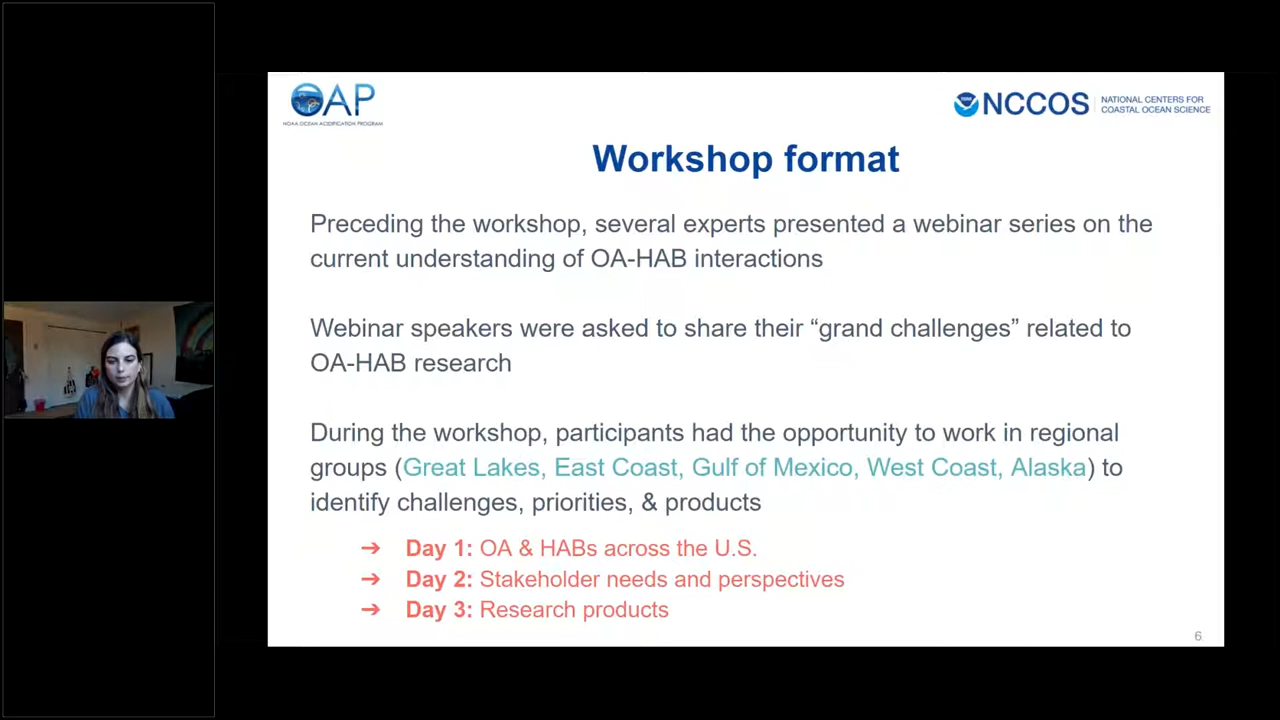 OAP
NOAA OCEAN ACIDIFICATION PROGRAM
NCCOS
NATIONAL CENTERS FOR
COASTAL OCEAN SCIENCE
Workshop format
Preceding the workshop, several experts presented a webinar series on the
current understanding of OA-HAB interactions
Webinar speakers were asked to share their “grand challenges” related to
OA-HAB research
During the workshop, participants had the opportunity to work in regional
groups (Great Lakes, East Coast, Gulf of Mexico, West Coast, Alaska) to
identify challenges, priorities, & products
➔ Day 1: OA & HABs across the U.S.
➔ Day 2: Stakeholder needs and perspectives
➔ Day 3: Research products
6